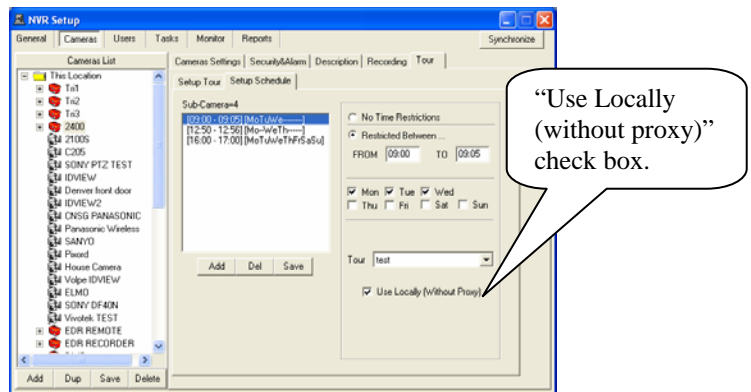 NVR Setup
General Cameras Users Tasks Monitor Reports Synchronize
Cameras List
This Location
Tri1
Tri2
Tri3
2400
2100S
C205
SONY PTZ TEST
IDVIEW
Denver front door
IDVIEW2
CNSG PANASONIC
Panasonic Wireless
SANYO
Pixord
House Camera
Volpe IDVIEW
ELMO
SONY DF40N
Vivotek TEST
EDR REMOTE
EDR RECORDER
Add Dup Save Delete
Cameras Settings Security&Alarm Description Recording Tour
Setup Tour Setup Schedule
Sub-Camera=4
[09:00 - 09:05] [MoTuWe--------]
[12:50 - 12:56] [Mo--WeTh------]
[16:00 - 17:00] [MoTuWeThFrSaSu]
Add Del Save
No Time Restrictions
Restricted Between ...
FROM 09:00 TO 09:05
Mon Tue Wed
Thu Fri Sat Sun
Tour test
Use Locally (Without Proxy)
“Use Locally
(without proxy)”
check box.